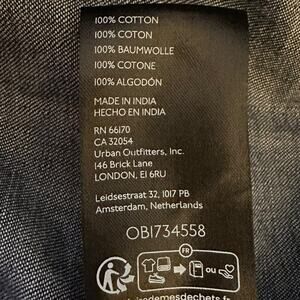 100% COTTON
100% COTON
100% BAUMWOLLE
100% COTONE
100% ALGODÓN
MADE IN INDIA
HECHO EN INDIA
RN 66170
CA 32054
Urban Outfitters, Inc.
146 Brick Lane
LONDON, E1 6RU
Leidsestraat 32, 1017 PB
Amsterdam, Netherlands
OB1734558
FR
OU